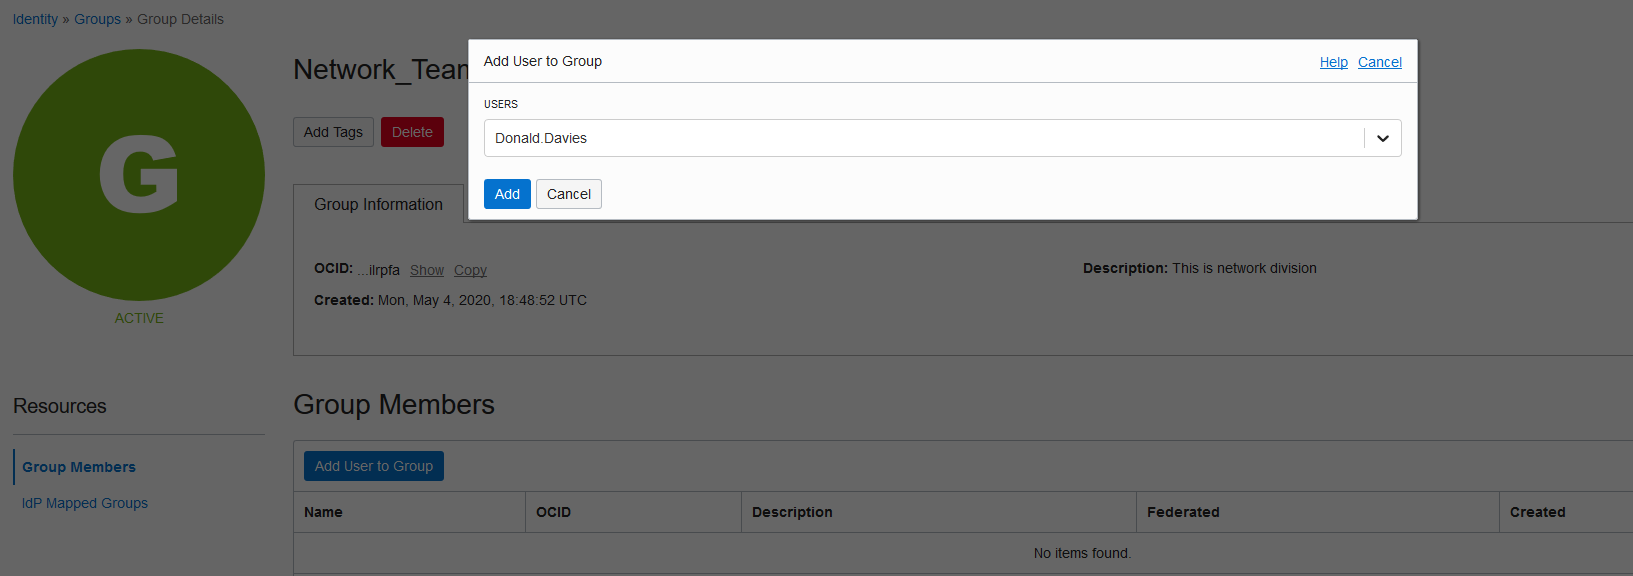 Identity » Groups » Group Details
G
ACTIVE
Network_Team
Add Tags Delete
Add User to Group Help Cancel
USERS
Donald.Davies
Add Cancel
Group Information
OCID: ...ilrpfa Show Copy
Description: This is network division
Created: Mon, May 4, 2020, 18:48:52 UTC
Resources
Group Members
IdP Mapped Groups
Group Members
Add User to Group
Name OCID Description Federated Created
No items found.